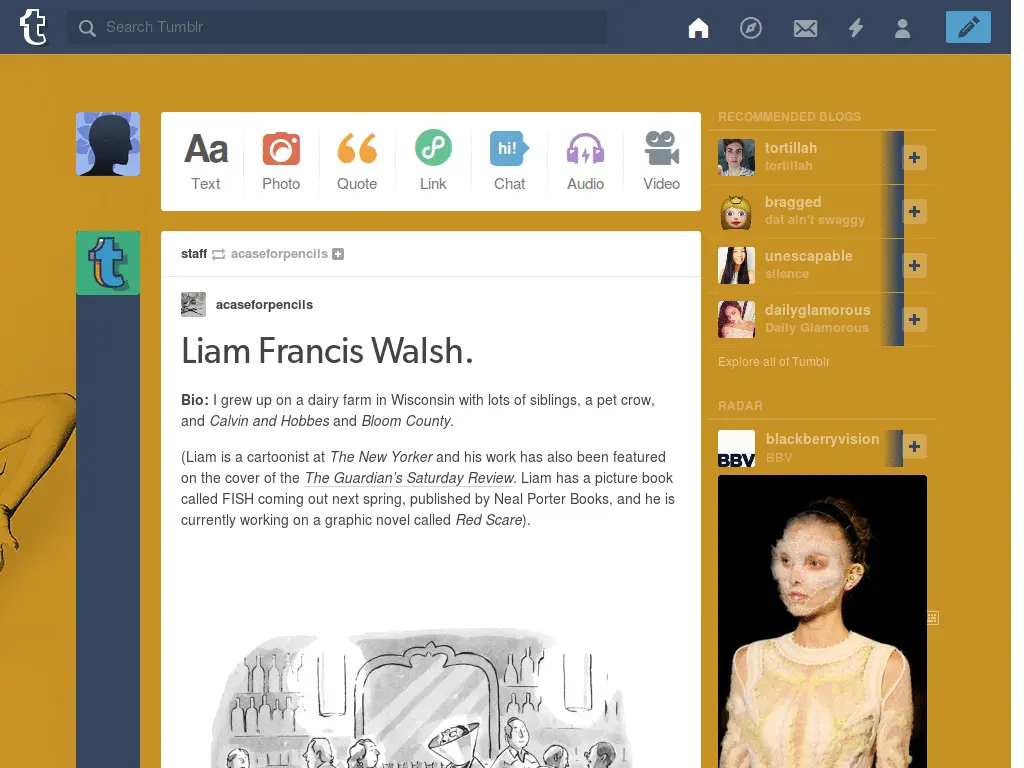 t
Search Tumblr
Aa
hi!
Text
Photo
Quote
Link
Chat
Audio
Video
t
staff acaseforpencils
acaseforpencils
Liam Francis Walsh.
Bio: I grew up on a dairy farm in Wisconsin with lots of siblings, a pet crow,
and Calvin and Hobbes and Bloom County.
(Liam is a cartoonist at The New Yorker and his work has also been featured
on the cover of the The Guardian’s Saturday Review. Liam has a picture book
called FISH coming out next spring, published by Neal Porter Books, and he is
currently working on a graphic novel called Red Scare).
RECOMMENDED BLOGS
tortillah
tortillah
bragged
dat ain't swaggy
unescapable
silence
dailyglamorous
Daily Glamorous
Explore all of Tumblr
RADAR
blackberryvision
BBV
BBV